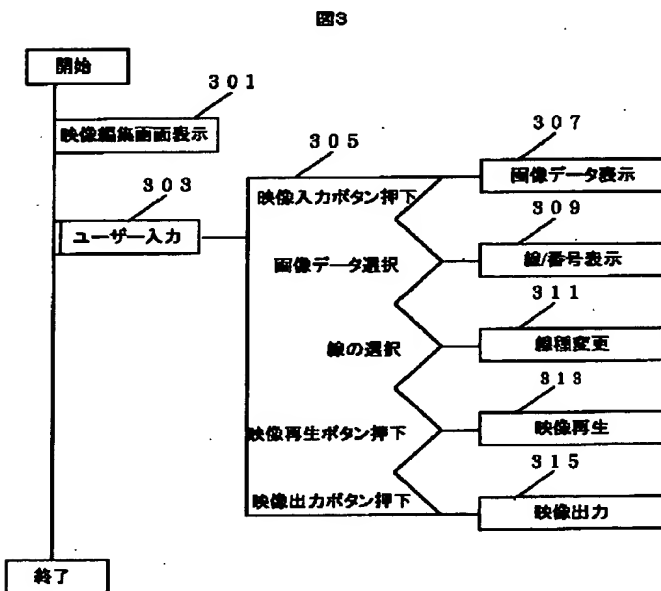 図3
開始
301
映像編集画面表示
303
ユーザー入力
305
映像入力ボタン押下
307
画像データ表示
画像データ選択
309
線/番号表示
線の選択
311
線種変更
映像再生ボタン押下
313
映像再生
映像出力ボタン押下
315
映像出力
終了